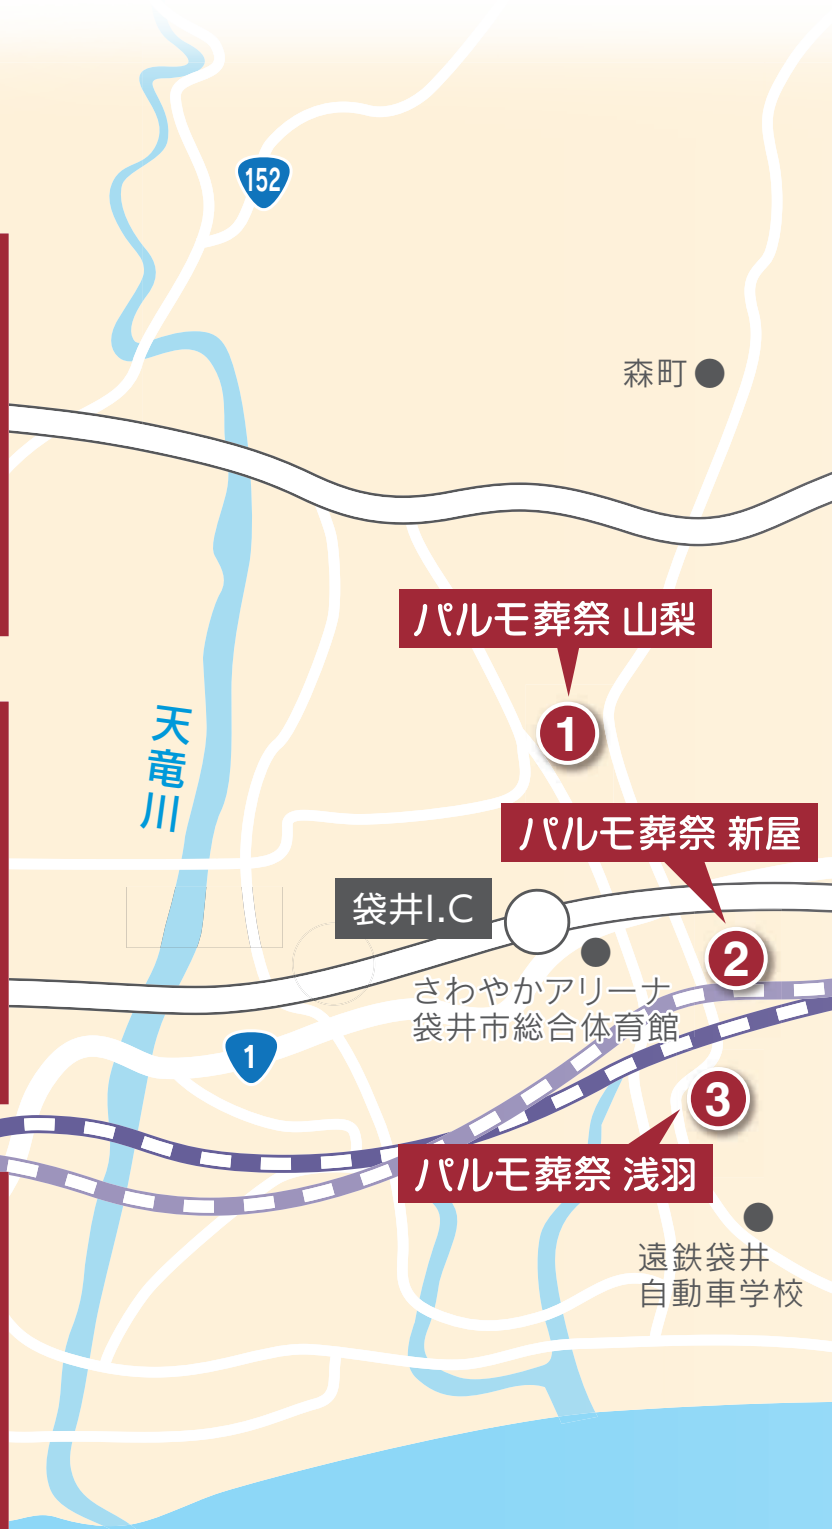 152
森町
パルモ葬祭 山梨
1
天竜川
パルモ葬祭 新屋
袋井I.C
2
さわやかアリーナ
袋井市総合体育館
1
3
パルモ葬祭 浅羽
遠鉄袋井
自動車学校